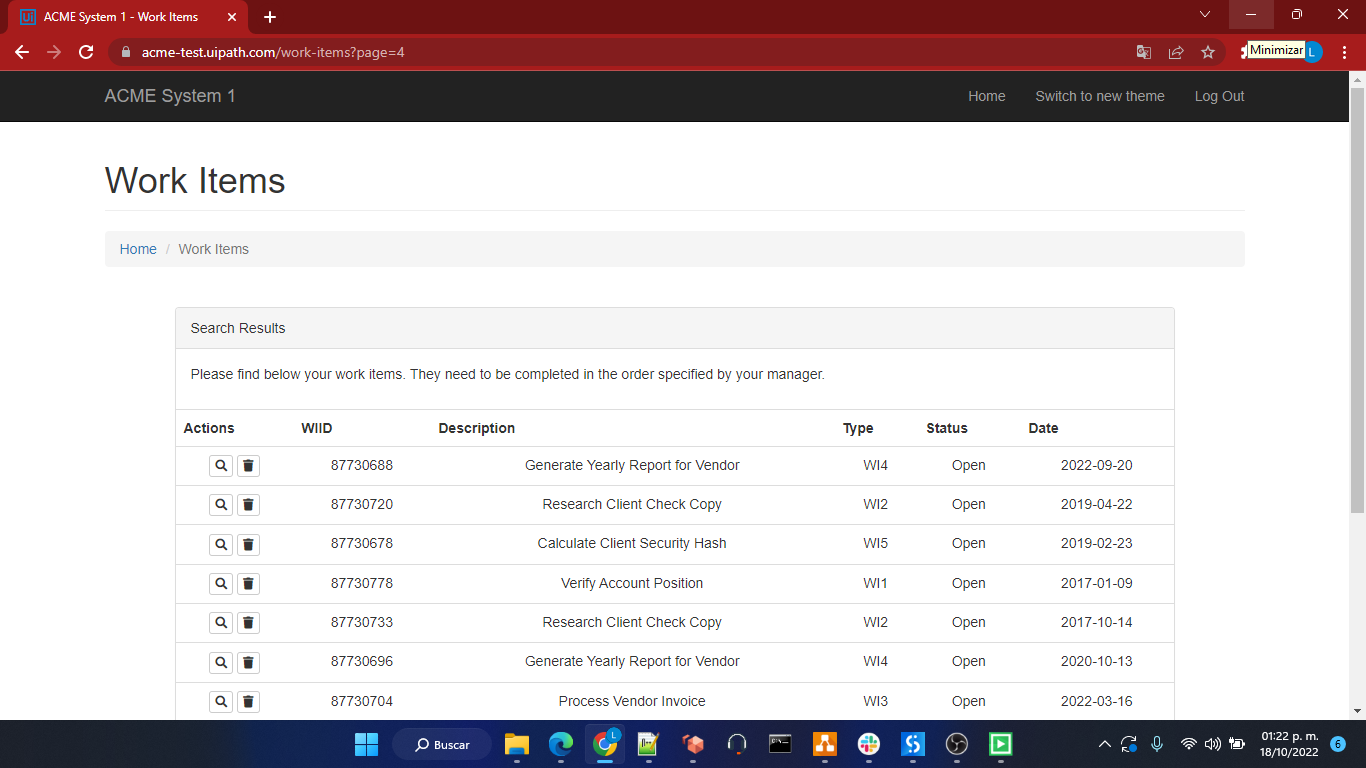 ACME System 1 - Work Items
acme-test.uipath.com/work-items?page=4
Minimizar
L
ACME System 1
Home
Switch to new theme
Log Out
Work Items
Home / Work Items
Search Results
Please find below your work items. They need to be completed in the order specified by your manager.
Actions WIID Description Type Status Date
87730688 Generate Yearly Report for Vendor WI4 Open 2022-09-20
87730720 Research Client Check Copy WI2 Open 2019-04-22
87730678 Calculate Client Security Hash WI5 Open 2019-02-23
87730778 Verify Account Position WI1 Open 2017-01-09
87730733 Research Client Check Copy WI2 Open 2017-10-14
87730696 Generate Yearly Report for Vendor WI4 Open 2020-10-13
87730704 Process Vendor Invoice WI3 Open 2022-03-16
Buscar
L
01:22 p. m.
18/10/2022
6